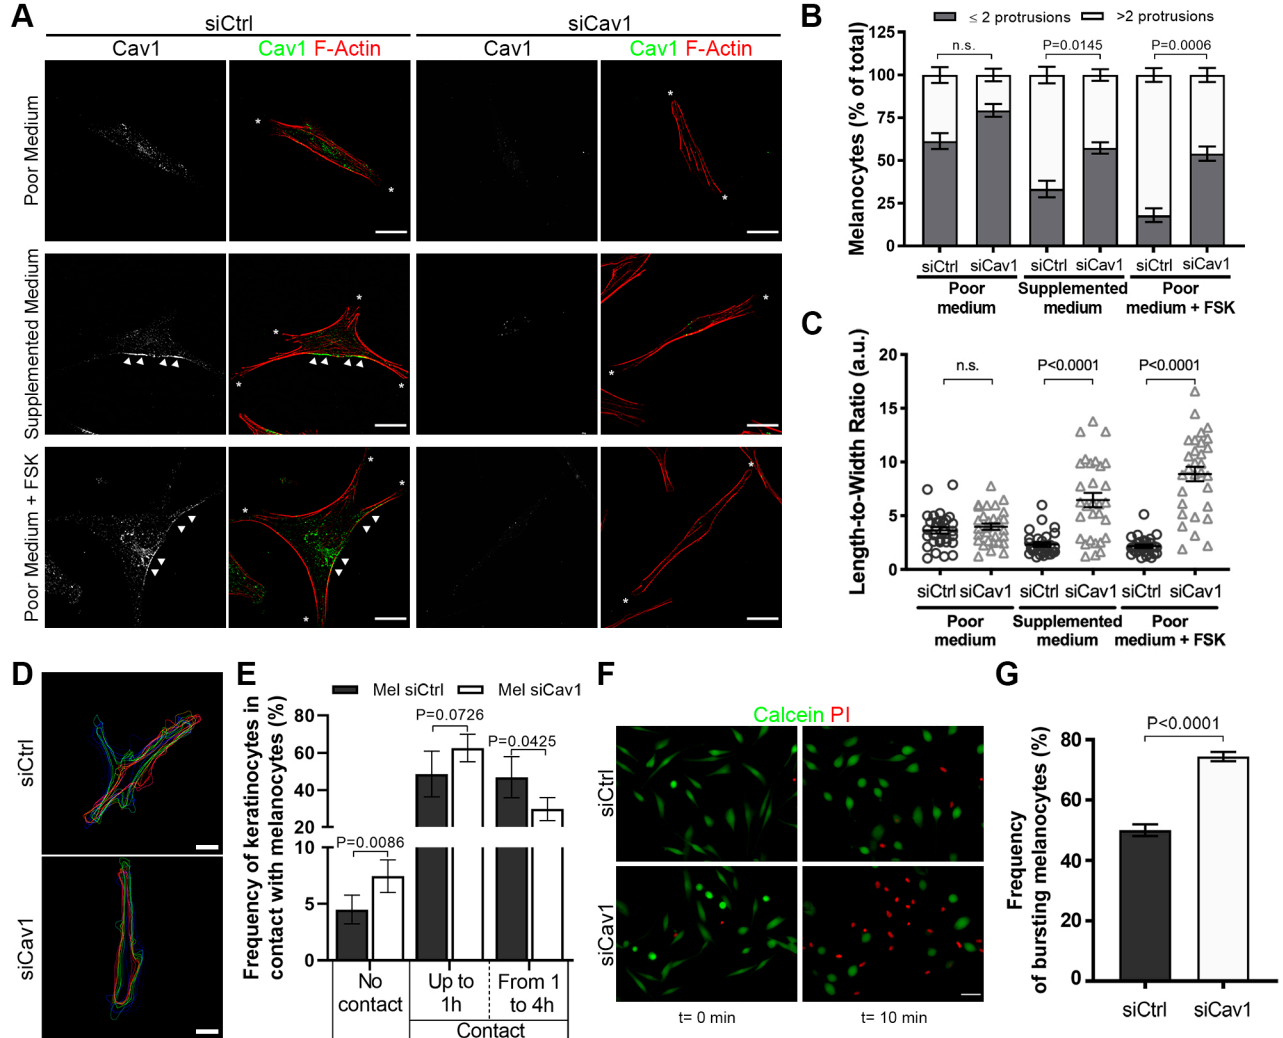 A
siCtrl
siCav1
Cav1
Cav1 F-Actin
Cav1
Cav1 F-Actin
Poor Medium
*
*
*
*
Supplemented Medium
*
*
*
*
*
*
Poor Medium + FSK
*
*
*
*
*
*
B
≤ 2 protrusions
>2 protrusions
Melanocytes (% of total)
125
100
75
50
25
0
n.s.
P=0.0145
P=0.0006
siCtrl siCav1 siCtrl siCav1 siCtrl siCav1
Poor medium
Supplemented medium
Poor medium + FSK
C
Length-to-Width Ratio (a.u.)
20
15
10
5
0
n.s.
P<0.0001
P<0.0001
siCtrl siCav1 siCtrl siCav1 siCtrl siCav1
Poor medium
Supplemented medium
Poor medium + FSK
D
siCtrl
siCav1
E
Mel siCtrl
Mel siCav1
Frequency of keratinocytes in
contact with melanocytes (%)
80
60
40
20
10
5
0
P=0.0086
P=0.0726
P=0.0425
No contact
Up to 1h
From 1 to 4h
Contact
F
Calcein PI
siCtrl
siCav1
t= 0 min
t= 10 min
G
Frequency
of bursting melanocytes (%)
80
60
40
20
0
P<0.0001
siCtrl
siCav1